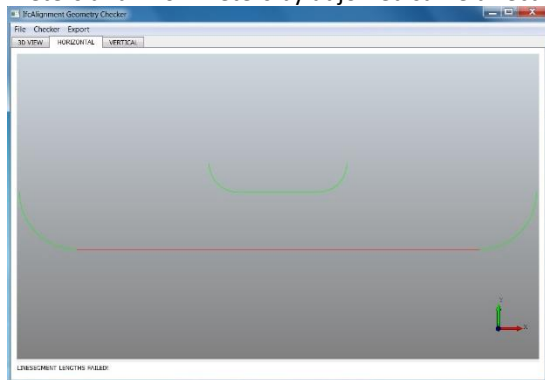 IfcAlignment Geometry Checker
File Checker Export
3D VIEW HORIZONTAL VERTICAL
X
LINESEGMENT LENGTHS FAILED!